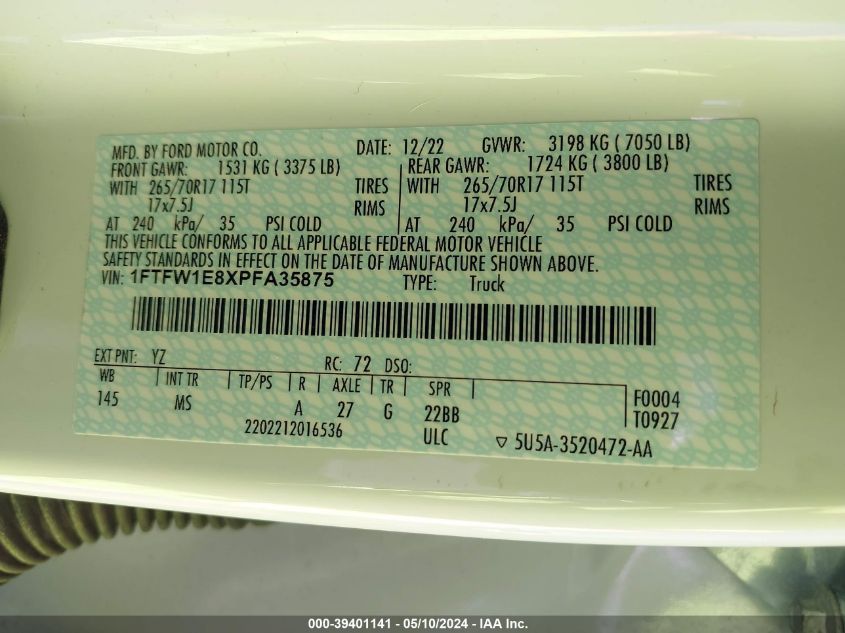 MFD. BY FORD MOTOR CO. DATE: 12/22 GVWR: 3198 KG ( 7050 LB)
FRONT GAWR: 1531 KG ( 3375 LB) REAR GAWR: 1724 KG ( 3800 LB)
WITH 265/70R17 115T TIRES WITH 265/70R17 115T TIRES
17x7.5J RIMS 17x7.5J RIMS
AT 240 kPa/ 35 PSI COLD AT 240 kPa/ 35 PSI COLD
THIS VEHICLE CONFORMS TO ALL APPLICABLE FEDERAL MOTOR VEHICLE
SAFETY STANDARDS IN EFFECT ON THE DATE OF MANUFACTURE SHOWN ABOVE.
VIN: 1FTFW1E8XPFA35875 TYPE: Truck
EXT PNT: YZ RC: 72 DSO:
WB INT TR TP/PS R AXLE TR SPR F0004
145 MS A 27 G 22BB T0927
2202212016536 ULC ▽ 5U5A-3520472-AA
000-39401141 - 05/10/2024 - IAA Inc.